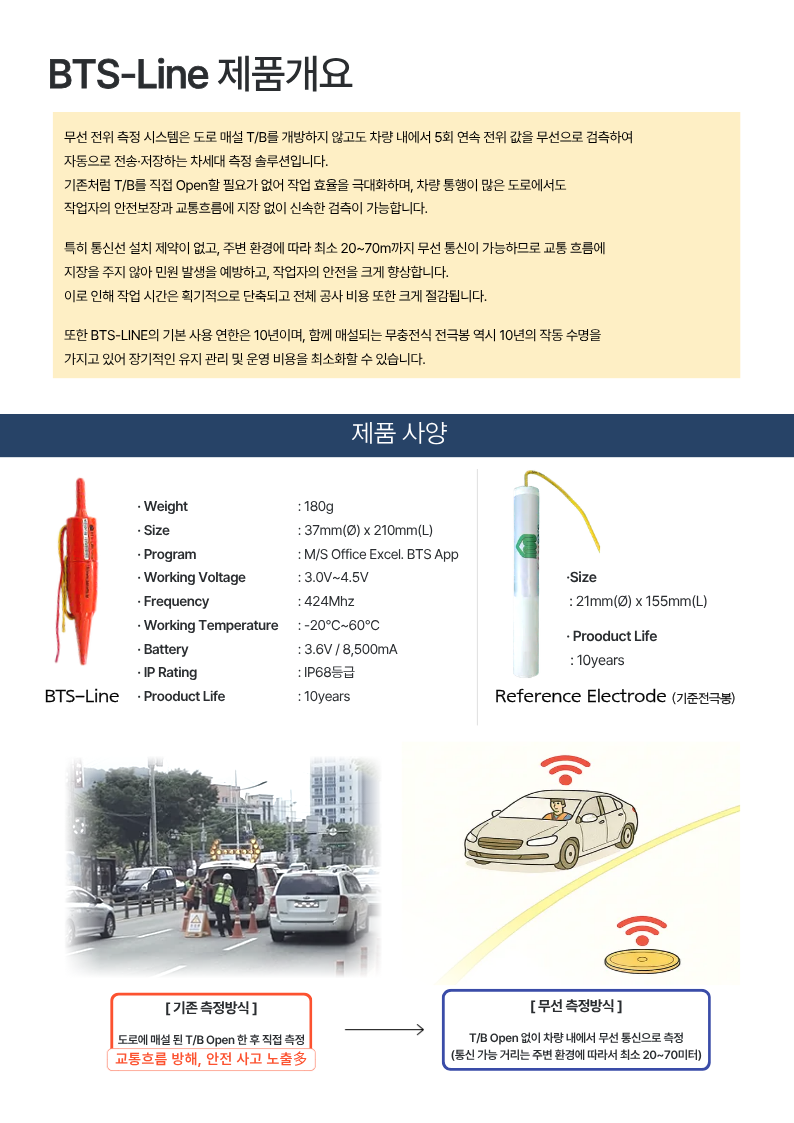 BTS-Line 제품개요
무선 전위 측정 시스템은 도로 매설 T/B를 개방하지 않고도 차량 내에서 5회 연속 전위 값을 무선으로 검측하여
자동으로 전송·저장하는 차세대 측정 솔루션입니다.
기존처럼 T/B를 직접 Open할 필요가 없어 작업 효율을 극대화하며, 차량 통행이 많은 도로에서도
작업자의 안전보장과 교통흐름에 지장 없이 신속한 검측이 가능합니다.
특히 통신선 설치 제약이 없고, 주변 환경에 따라 최소 20~70m까지 무선 통신이 가능하므로 교통 흐름에
지장을 주지 않아 민원 발생을 예방하고, 작업자의 안전을 크게 향상합니다.
이로 인해 작업 시간은 획기적으로 단축되고 전체 공사 비용 또한 크게 절감됩니다.
또한 BTS-LINE의 기본 사용 연한은 10년이며, 함께 매설되는 무충전식 전극봉 역시 10년의 작동 수명을
가지고 있어 장기적인 유지 관리 및 운영 비용을 최소화할 수 있습니다.
제품 사양
· Weight : 180g
· Size : 37mm(Ø) x 210mm(L)
· Program : M/S Office Excel. BTS App
· Working Voltage : 3.0V~4.5V
· Frequency : 424Mhz
· Working Temperature : -20℃~60℃
· Battery : 3.6V / 8,500mA
· IP Rating : IP68등급
· Prooduct Life : 10years
BTS-Line
·Size
: 21mm(Ø) x 155mm(L)
· Prooduct Life
: 10years
Reference Electrode (기준전극봉)
[ 기존 측정방식 ]
도로에 매설 된 T/B Open 한 후 직접 측정
교통흐름 방해, 안전 사고 노출多
[ 무선 측정방식 ]
T/B Open 없이 차량 내에서 무선 통신으로 측정
(통신 가능 거리는 주변 환경에 따라서 최소 20~70미터)